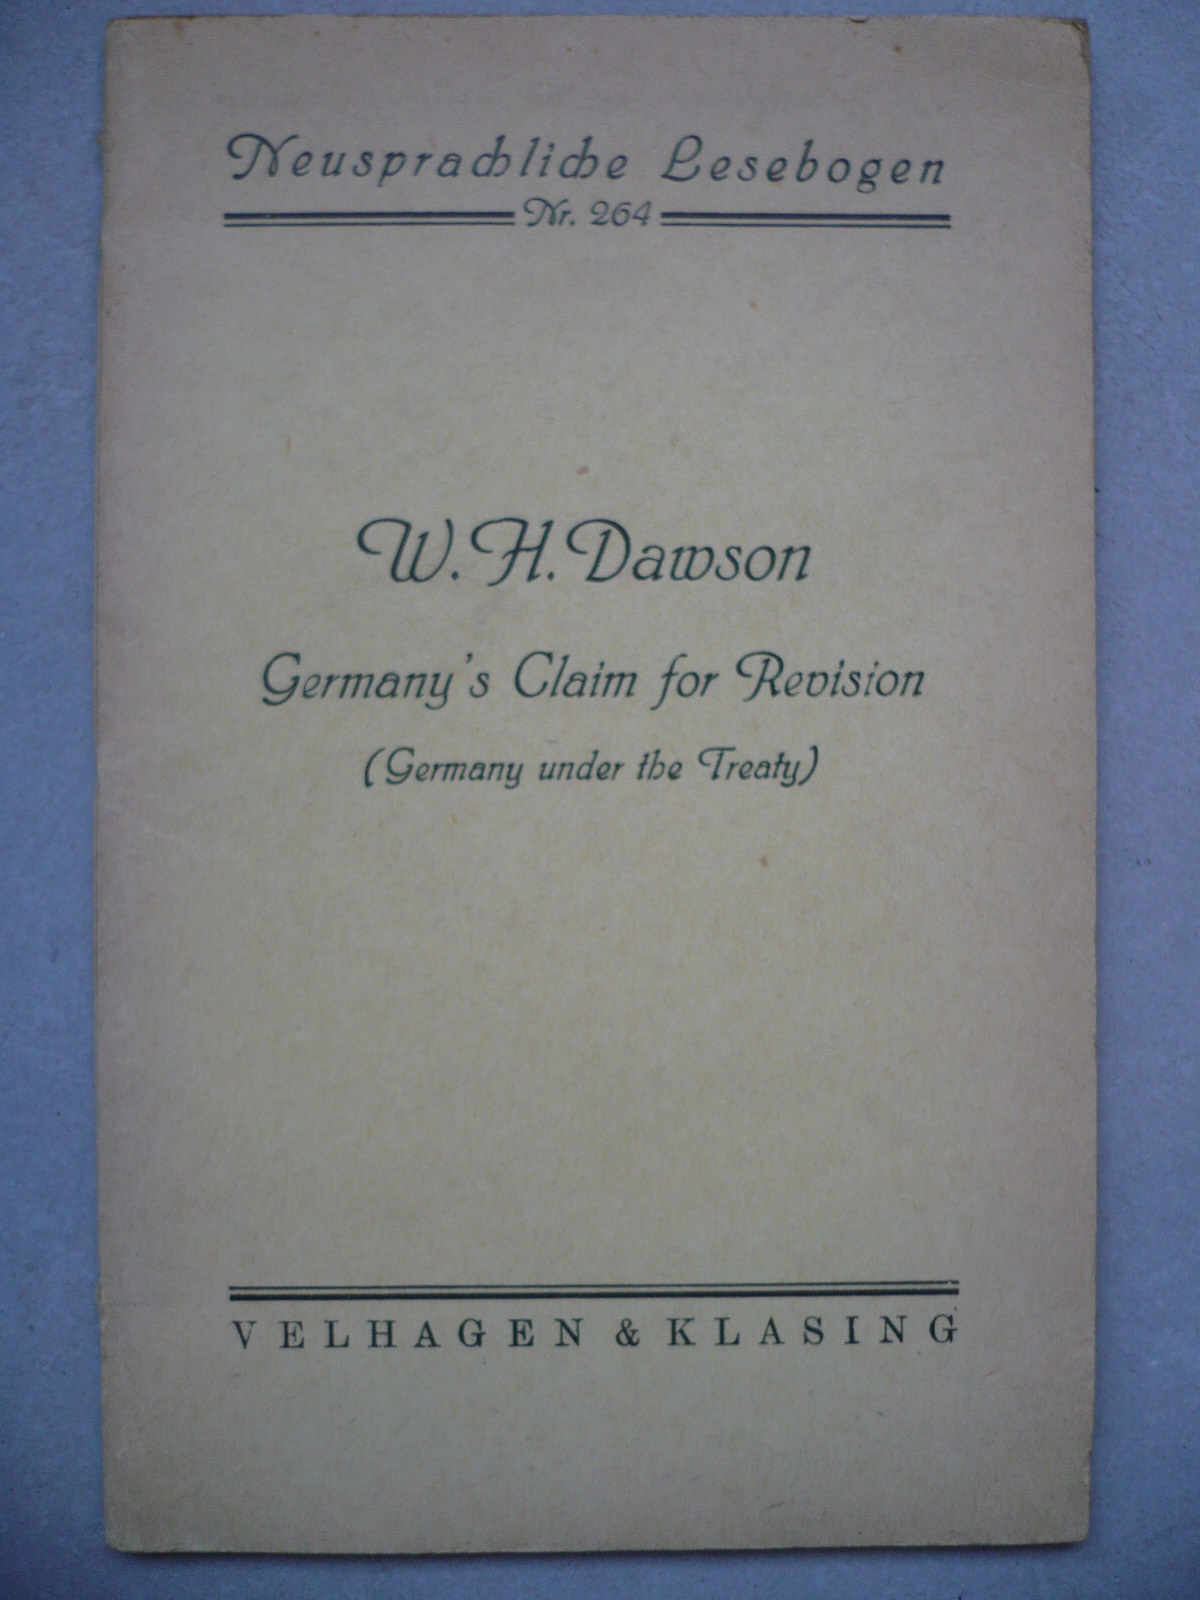 Neusprachliche Lesebogen
Nr. 264
W. H. Dawson
Germany's Claim for Revision
(Germany under the Treaty)
VELHAGEN & KLASING